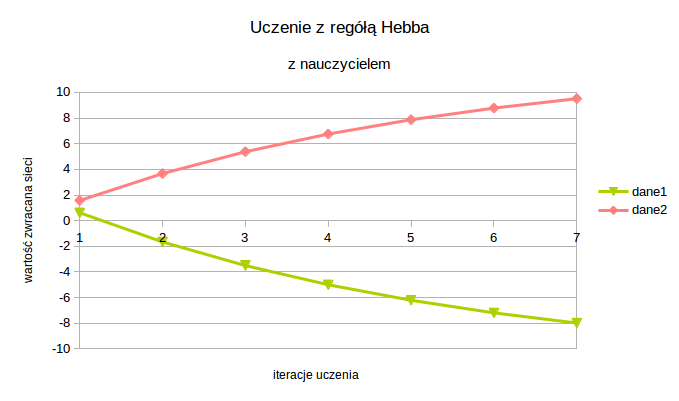 Uczenie z regółą Hebba
z nauczycielem
10
8
6
4
2
0
-2
-4
-6
-8
-10
1 2 3 4 5 6 7
wartość zwracana sieci
iteracje uczenia
dane1
dane2